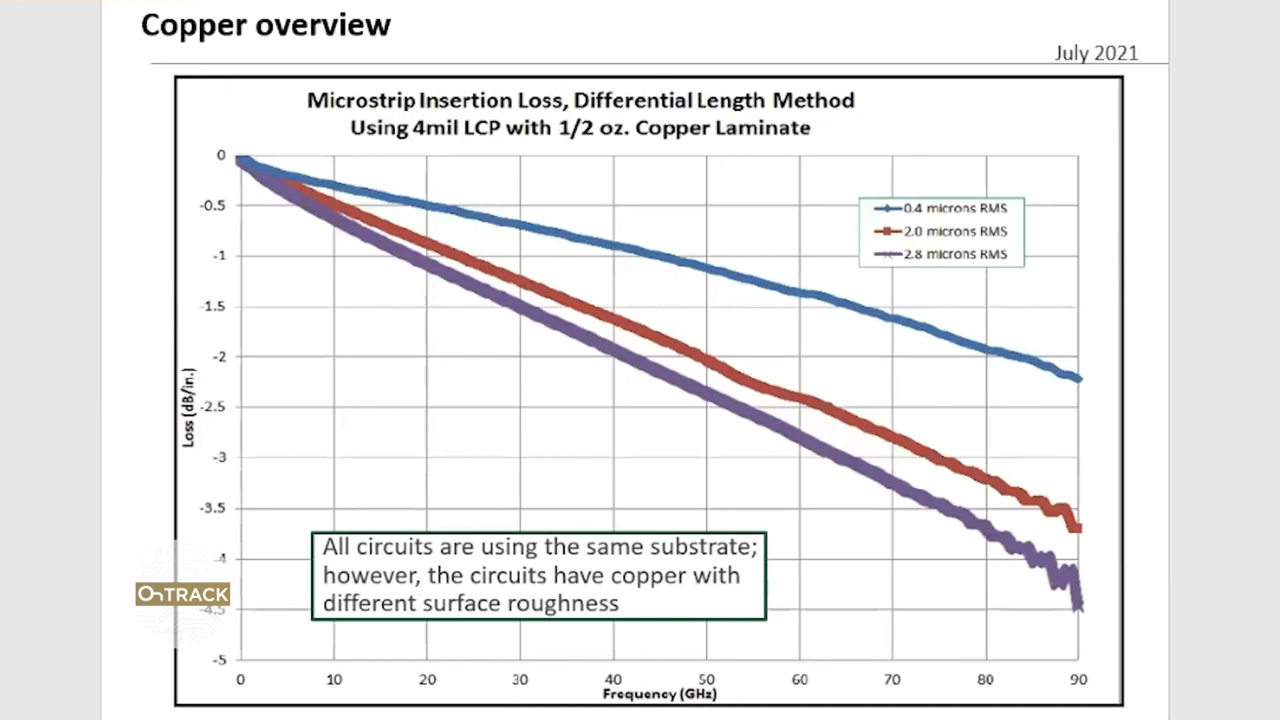 Copper overview
July 2021
Microstrip Insertion Loss, Differential Length Method
Using 4mil LCP with 1/2 oz. Copper Laminate
0
-0.5
-1
-1.5
-2
-2.5
-3
-3.5
-4
-4.5
-5
Loss (dB/in.)
0.4 microns RMS
2.0 microns RMS
2.8 microns RMS
All circuits are using the same substrate;
however, the circuits have copper with
different surface roughness
OnTRACK
0 10 20 30 40 50 60 70 80 90
Frequency (GHz)